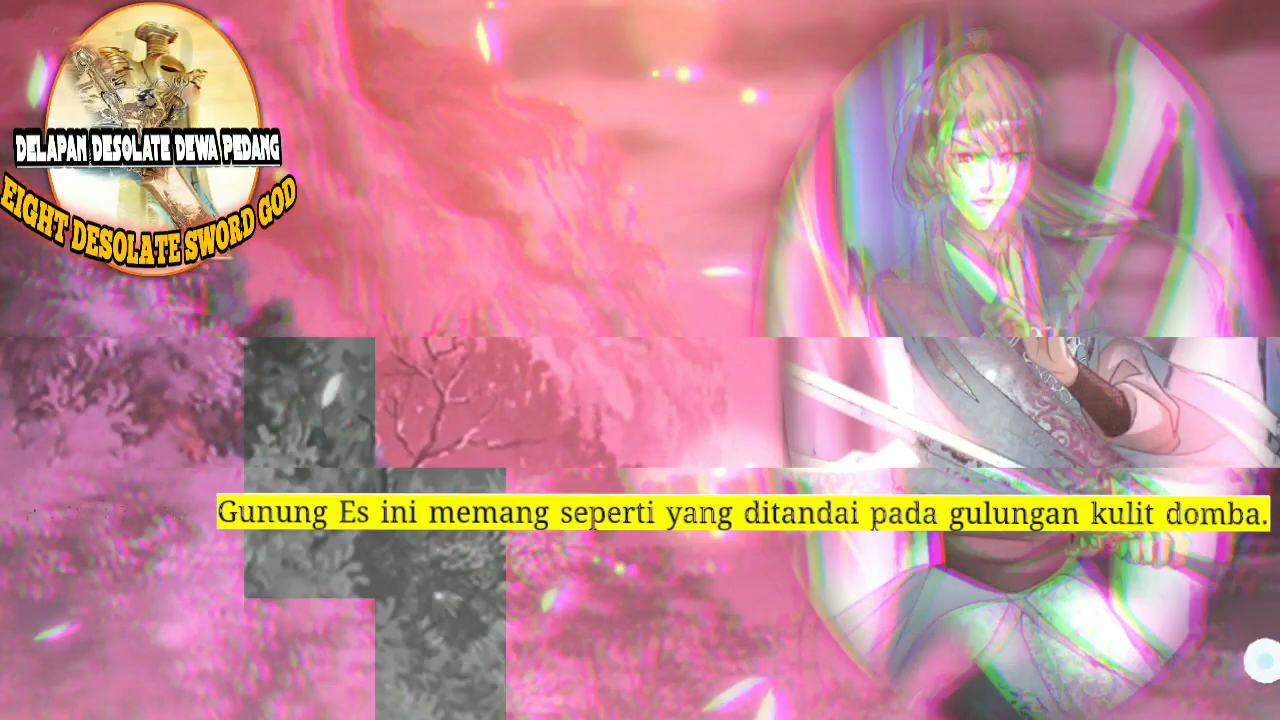 DELAPAN DESOLATE DEWA PEDANG
EIGHT DESOLATE SWORD GOD
Gunung Es ini memang seperti yang ditandai pada gulungan kulit domba.